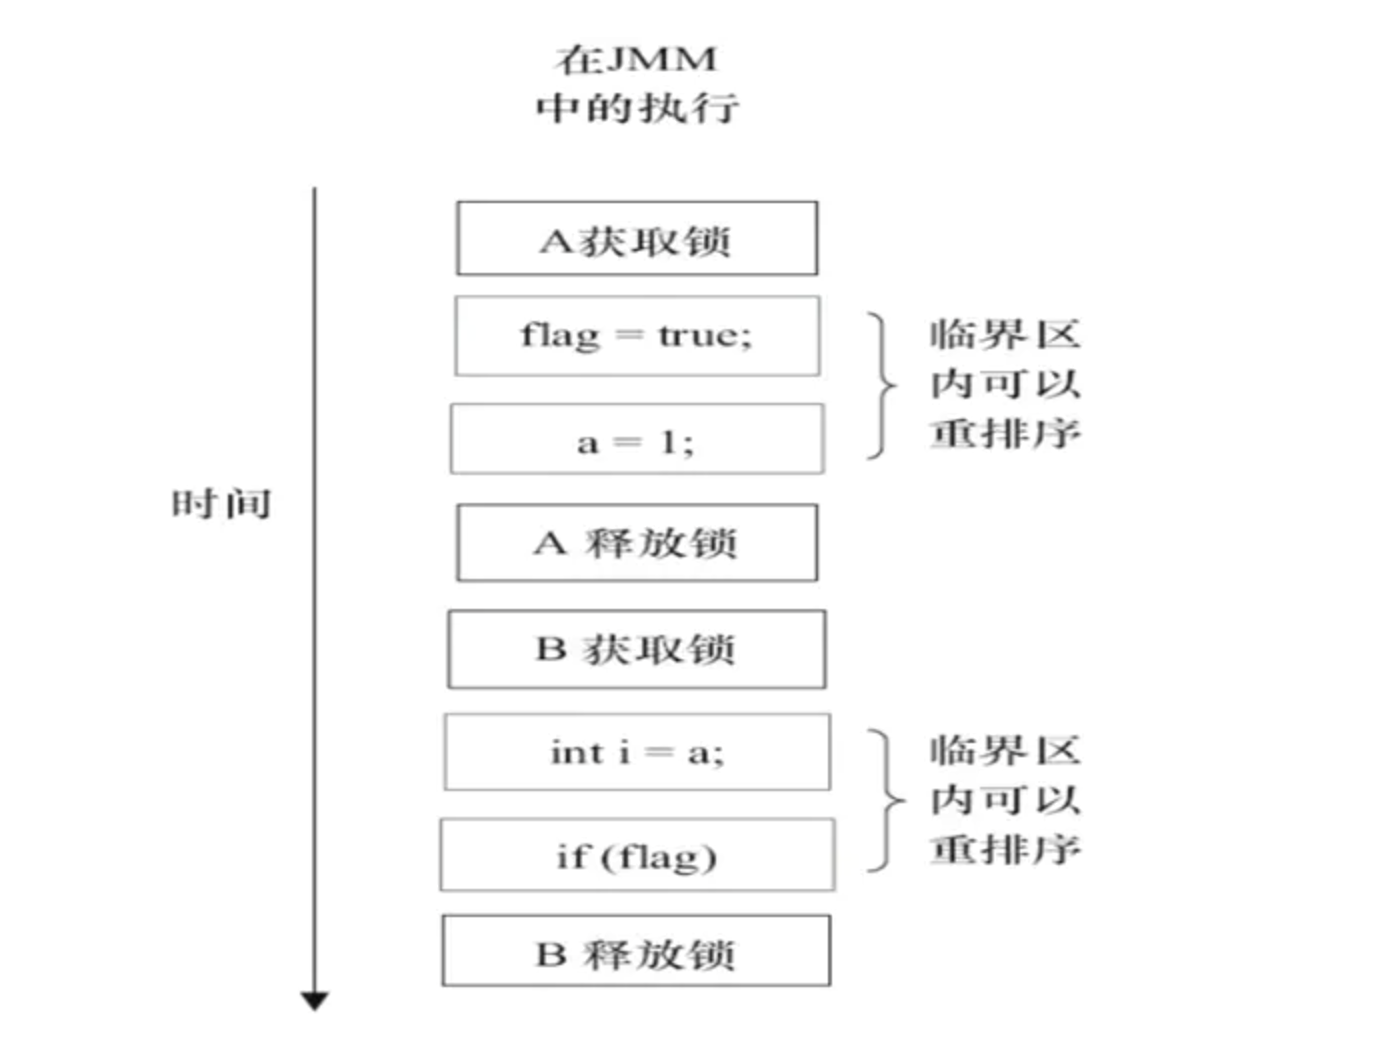 在JMM
中的执行
A获取锁
flag = true;
临界区
内可以
重排序
a = 1;
时间
A 释放锁
B 获取锁
int i = a;
临界区
内可以
重排序
if (flag)
B 释放锁